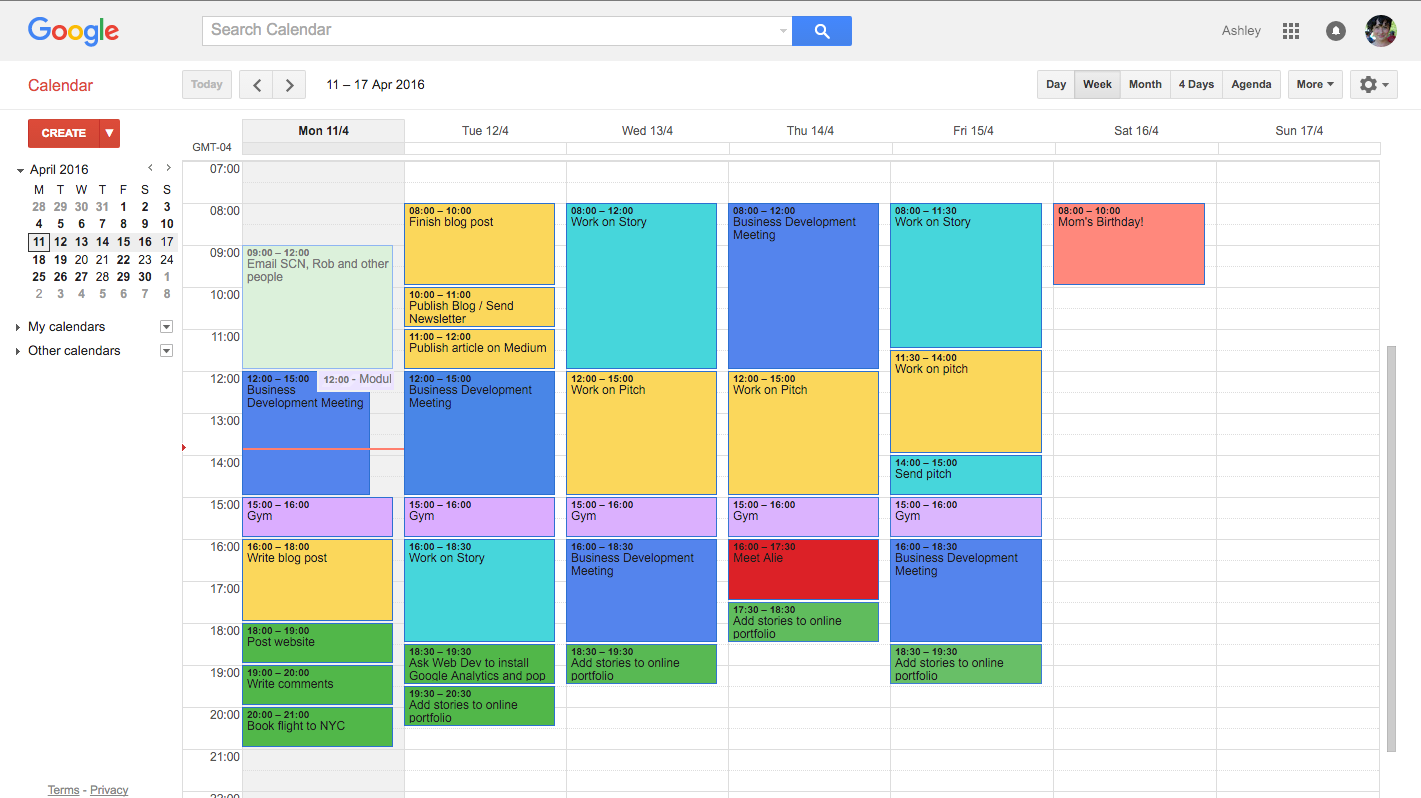 Google
Search Calendar
Ashley
Calendar
Today
11 – 17 Apr 2016
Day
Week
Month
4 Days
Agenda
More
CREATE
April 2016
M T W T F S S
28 29 30 31 1 2 3
4 5 6 7 8 9 10
11 12 13 14 15 16 17
18 19 20 21 22 23 24
25 26 27 28 29 30 1
2 3 4 5 6 7 8
My calendars
Other calendars
Terms - Privacy
GMT-04
Mon 11/4
Tue 12/4
Wed 13/4
Thu 14/4
Fri 15/4
Sat 16/4
Sun 17/4
07:00
08:00
09:00
10:00
11:00
12:00
13:00
14:00
15:00
16:00
17:00
18:00
19:00
20:00
21:00
22:00
09:00 – 12:00
Email SCN, Rob and other
people
12:00 – 15:00
Business
Development Meeting
12:00 - Modul
15:00 – 16:00
Gym
16:00 – 18:00
Write blog post
18:00 – 19:00
Post website
19:00 – 20:00
Write comments
20:00 – 21:00
Book flight to NYC
08:00 – 10:00
Finish blog post
10:00 – 11:00
Publish Blog / Send
Newsletter
11:00 – 12:00
Publish article on Medium
12:00 – 15:00
Business Development
Meeting
15:00 – 16:00
Gym
16:00 – 18:30
Work on Story
18:30 – 19:30
Ask Web Dev to install
Google Analytics and pop
19:30 – 20:30
Add stories to online
portfolio
08:00 – 12:00
Work on Story
12:00 – 15:00
Work on Pitch
15:00 – 16:00
Gym
16:00 – 18:30
Business Development
Meeting
18:30 – 19:30
Add stories to online
portfolio
08:00 – 12:00
Business Development
Meeting
12:00 – 15:00
Work on Pitch
15:00 – 16:00
Gym
16:00 – 17:30
Meet Alie
17:30 – 18:30
Add stories to online
portfolio
08:00 – 11:30
Work on Story
11:30 – 14:00
Work on pitch
14:00 – 15:00
Send pitch
15:00 – 16:00
Gym
16:00 – 18:30
Business Development
Meeting
18:30 – 19:30
Add stories to online
portfolio
08:00 – 10:00
Mom's Birthday!